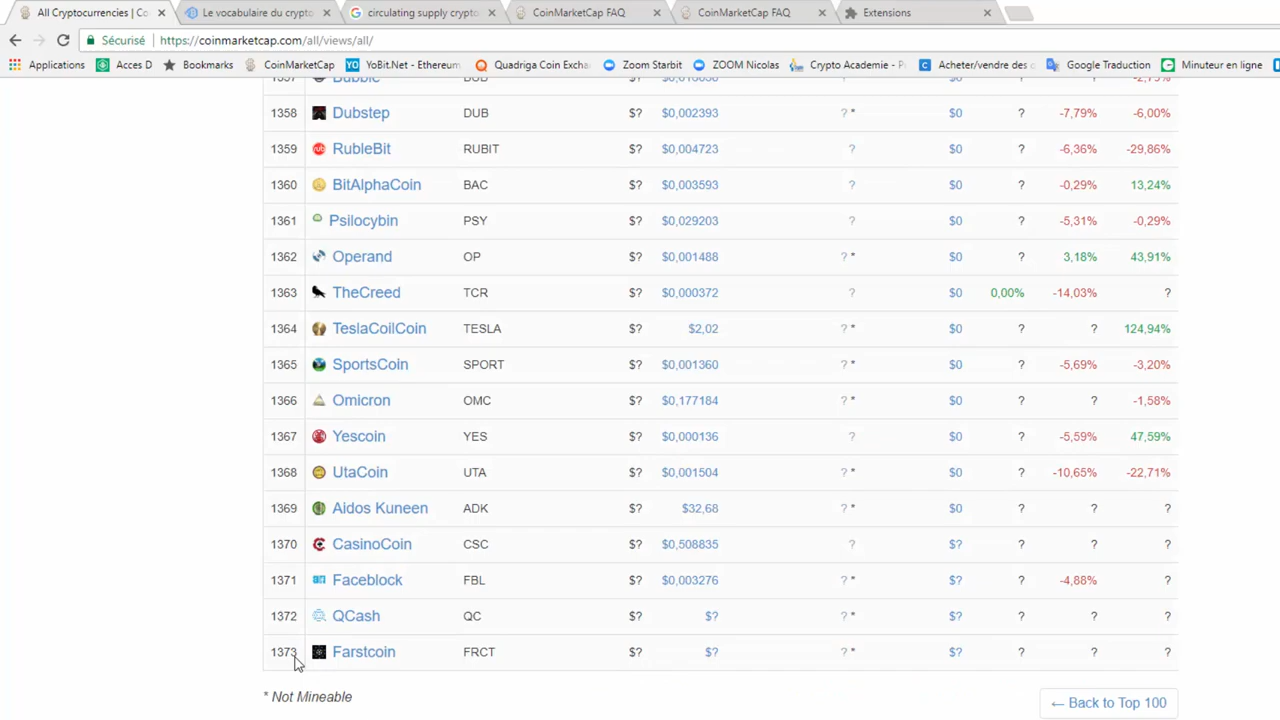 All Cryptocurrencies | Co
Le vocabulaire du crypto
circulating supply crypto
CoinMarketCap FAQ
CoinMarketCap FAQ
Extensions
Sécurisé https://coinmarketcap.com/all/views/all/
Applications Acces D Bookmarks CoinMarketCap YoBit.Net - Ethereum Quadriga Coin Excha Zoom Starbit ZOOM Nicolas Crypto Academie - P Acheter/vendre des Google Traduction Minuteur en ligne
1358 Dubstep DUB $? $0,002393 ? * $0 ? -7,79% -6,00%
1359 RubleBit RUBIT $? $0,004723 ? $0 ? -6,36% -29,86%
1360 BitAlphaCoin BAC $? $0,003593 ? $0 ? -0,29% 13,24%
1361 Psilocybin PSY $? $0,029203 ? $0 ? -5,31% -0,29%
1362 Operand OP $? $0,001488 ? * $0 ? 3,18% 43,91%
1363 TheCreed TCR $? $0,000372 ? $0 0,00% -14,03% ?
1364 TeslaCoilCoin TESLA $? $2,02 ? * $0 ? ? 124,94%
1365 SportsCoin SPORT $? $0,001360 ? * $0 ? -5,69% -3,20%
1366 Omicron OMC $? $0,177184 ? * $0 ? ? -1,58%
1367 Yescoin YES $? $0,000136 ? $0 ? -5,59% 47,59%
1368 UtaCoin UTA $? $0,001504 ? * $0 ? -10,65% -22,71%
1369 Aidos Kuneen ADK $? $32,68 ? * $0 ? ? ?
1370 CasinoCoin CSC $? $0,508835 ? $? ? ? ?
1371 Faceblock FBL $? $0,003276 ? * $? ? -4,88% ?
1372 QCash QC $? $? ? * $? ? ? ?
1373 Farstcoin FRCT $? $? ? * $? ? ? ?
* Not Mineable
← Back to Top 100